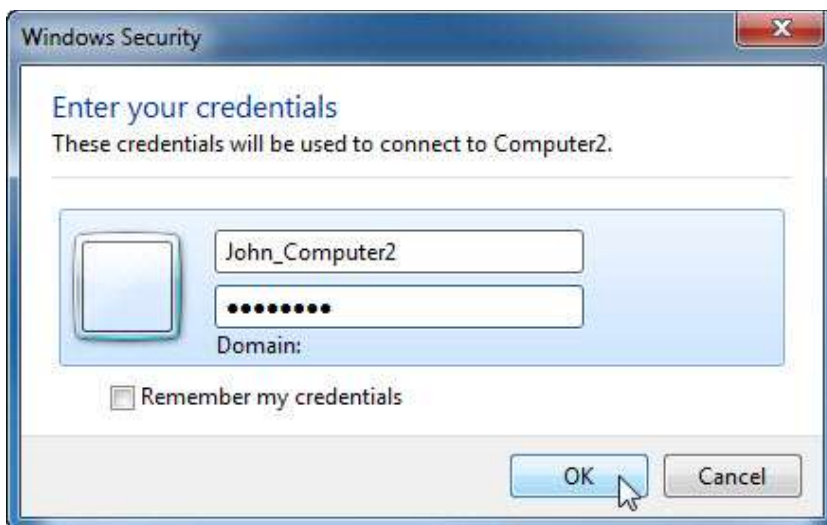 Windows Security
Enter your credentials
These credentials will be used to connect to Computer2.
John_Computer2
••••••••
Domain:
Remember my credentials
OK
Cancel